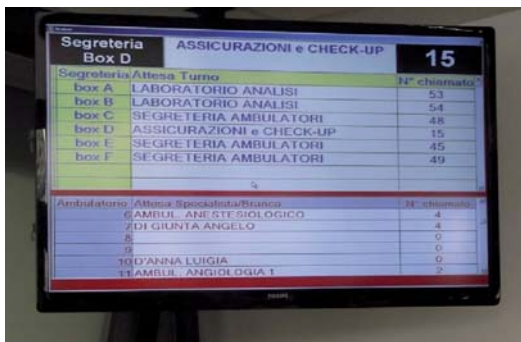 Segreteria Box D ASSICURAZIONI e CHECK-UP 15
Segreteria Attesa Turno N° chiamato
box A LABORATORIO ANALISI 53
box B LABORATORIO ANALISI 54
box C SEGRETERIA AMBULATORI 48
box D ASSICURAZIONI e CHECK-UP 15
box E SEGRETERIA AMBULATORI 45
box F SEGRETERIA AMBULATORI 49
Ambulatorio Attesa Specialista/Branca N° chiamato
6 AMBUL. ANESTESIOLOGICO 4
7 DI GIUNTA ANGELO 4
8 0
9 0
10 D'ANNA LUIGIA 0
11 AMBUL. ANGIOLOGIA 1 2
PHILIPS